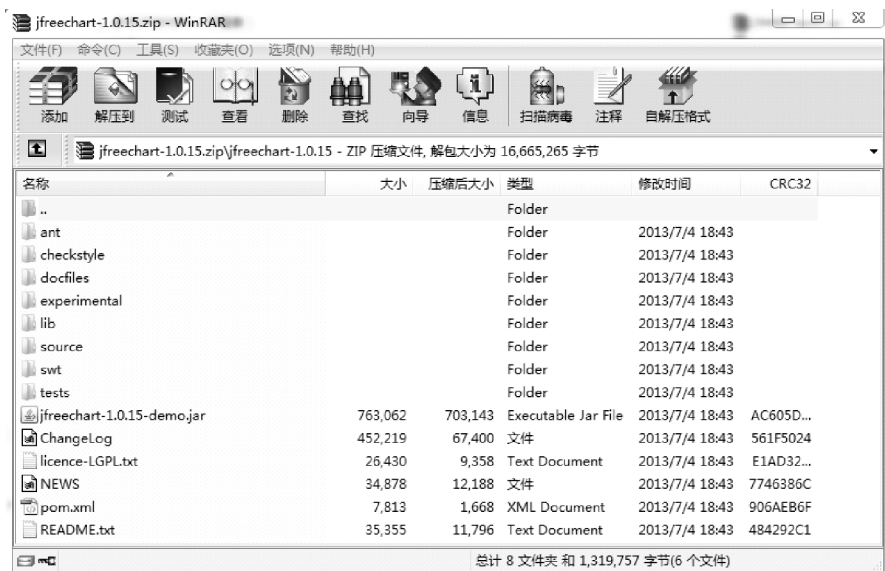 jfreechart-1.0.15.zip - WinRAR
文件(F) 命令(C) 工具(S) 收藏夹(O) 选项(N) 帮助(H)
添加 解压到 测试 查看 删除 查找 向导 信息 扫描病毒 注释 自解压格式
jfreechart-1.0.15.zip\jfreechart-1.0.15 - ZIP 压缩文件, 解包大小为 16,665,265 字节
名称 大小 压缩后大小 类型 修改时间 CRC32
.. Folder
ant Folder 2013/7/4 18:43
checkstyle Folder 2013/7/4 18:43
docfiles Folder 2013/7/4 18:43
experimental Folder 2013/7/4 18:43
lib Folder 2013/7/4 18:43
source Folder 2013/7/4 18:43
swt Folder 2013/7/4 18:43
tests Folder 2013/7/4 18:43
jfreechart-1.0.15-demo.jar 763,062 703,143 Executable Jar File 2013/7/4 18:43 AC605D...
ChangeLog 452,219 67,400 文件 2013/7/4 18:43 561F5024
licence-LGPL.txt 26,430 9,358 Text Document 2013/7/4 18:43 E1AD32...
NEWS 34,878 12,188 文件 2013/7/4 18:43 7746386C
pom.xml 7,813 1,668 XML Document 2013/7/4 18:43 906AEB6F
README.txt 35,355 11,796 Text Document 2013/7/4 18:43 484292C1
总计 8 文件夹 和 1,319,757 字节(6 个文件)